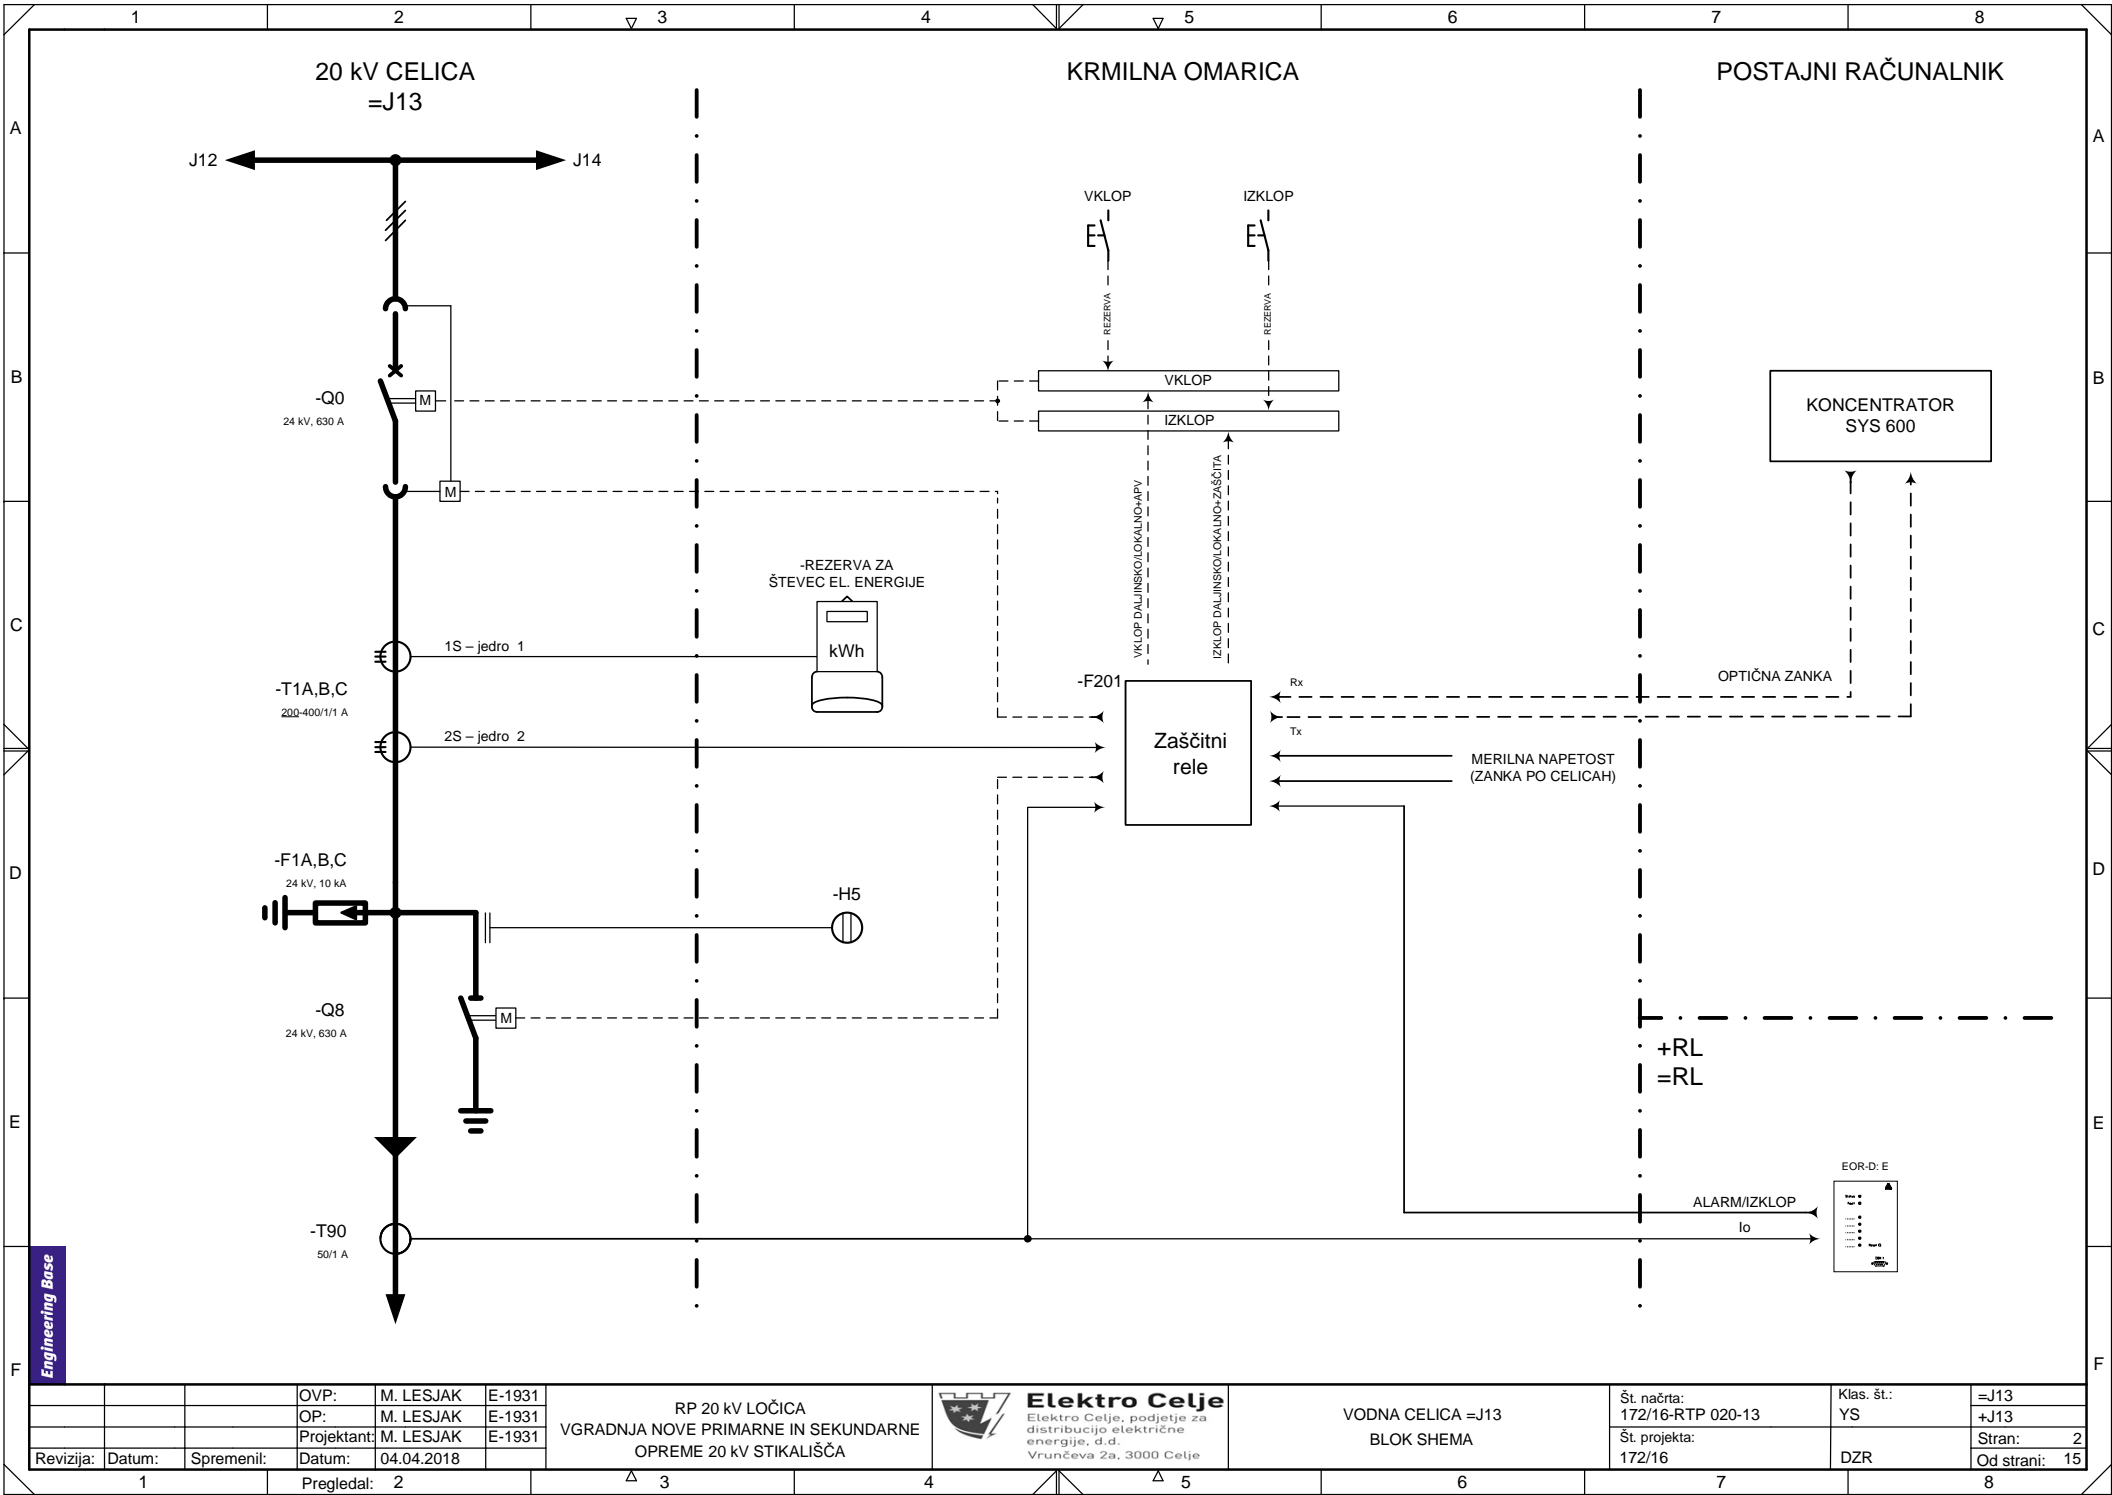 1 2 3 4 5 6 7 8
A
B
C
D
E
F
A
B
C
D
E
F
20 kV CELICA
=J13
KRMILNA OMARICA
POSTAJNI RAČUNALNIK
J12
J14
VKLOP
IZKLOP
REZERVA
REZERVA
VKLOP
IZKLOP
-Q0
24 kV, 630 A
M
M
KONCENTRATOR
SYS 600
VKLOP DALJINSKO/LOKALNO+APV
IZKLOP DALJINSKO/LOKALNO+ZAŠČITA
-REZERVA ZA
ŠTEVEC EL. ENERGIJE
kWh
1S – jedro 1
-T1A,B,C
200-400/1/1 A
2S – jedro 2
-F201
Zaščitni
rele
Rx
Tx
OPTIČNA ZANKA
MERILNA NAPETOST
(ZANKA PO CELICAH)
-F1A,B,C
24 kV, 10 kA
-H5
-Q8
24 kV, 630 A
M
+RL
=RL
EOR-D: E
ALARM/IZKLOP
Io
-T90
50/1 A
Engineering Base
OVP: M. LESJAK E-1931
OP: M. LESJAK E-1931
Projektant: M. LESJAK E-1931
Revizija: Datum: Spremenil: Datum: 04.04.2018
Pregledal:
RP 20 kV LOČICA
VGRADNJA NOVE PRIMARNE IN SEKUNDARNE
OPREME 20 kV STIKALIŠČA
Elektro Celje
Elektro Celje, podjetje za
distribucijo električne
energije, d.d.
Vrunčeva 2a, 3000 Celje
VODNA CELICA =J13
BLOK SHEMA
Št. načrta:
172/16-RTP 020-13
Št. projekta:
172/16
Klas. št.:
YS
DZR
=J13
+J13
Stran: 2
Od strani: 15
1 2 3 4 5 6 7 8